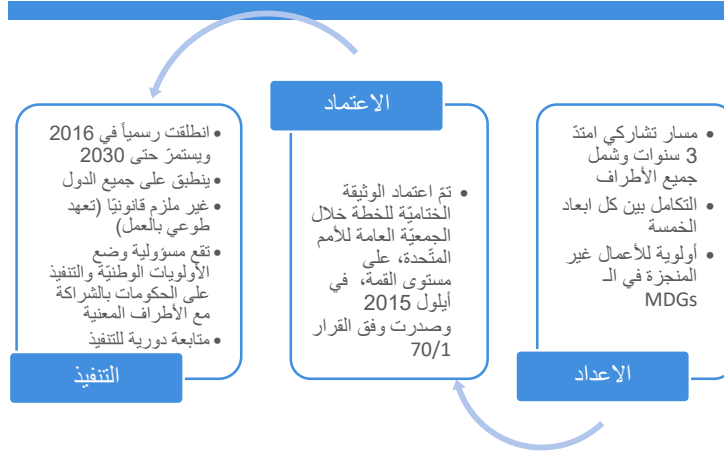 • مسار تشاركي امتدّ
3 سنوات وشمل
جميع الأطراف
• التكامل بين كل ابعاد
الخمسة
• أولوية للأعمال غير
المنجزة في الـ
MDGs
الاعداد
الاعتماد
• تمّ اعتماد الوثيقة
الختاميّة للخطة خلال
الجمعيّة العامة للأمم
المتّحدة، على
مستوى القمة، في
أيلول 2015
وصدرت وفق القرار
70/1
• انطلقت رسمياً في 2016
ويستمرّ حتى 2030
• ينطبق على جميع الدول
• غير ملزم قانونيّا (تعهد
طوعي بالعمل)
• تقع مسؤولية وضع
الأولويات الوطنيّة والتنفيذ
على الحكومات بالشراكة
مع الأطراف المعنية
• متابعة دورية للتنفيذ
التنفيذ